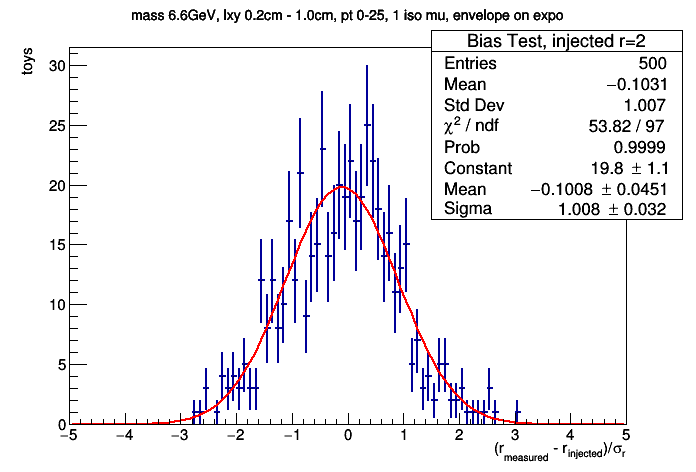 mass 6.6GeV, lxy 0.2cm - 1.0cm, pt 0-25, 1 iso mu, envelope on expo
Bias Test, injected r=2
Entries 500
Mean −0.1031
Std Dev 1.007
χ² / ndf 53.82 / 97
Prob 0.9999
Constant 19.8 ± 1.1
Mean −0.1008 ± 0.0451
Sigma 1.008 ± 0.032
toys
30
25
20
15
10
5
0
−5 −4 −3 −2 −1 0 1 2 3 4 5
(r_measured - r_injected)/σ_r